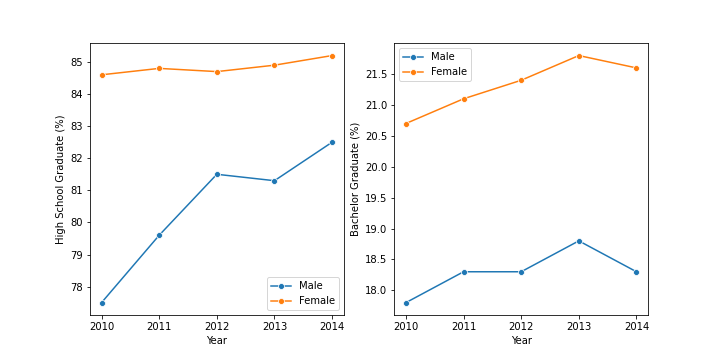 High School Graduate (%)
85
84
83
82
81
80
79
78
2010 2011 2012 2013 2014
Year
Male
Female
Bachelor Graduate (%)
21.5
21.0
20.5
20.0
19.5
19.0
18.5
18.0
2010 2011 2012 2013 2014
Year
Male
Female